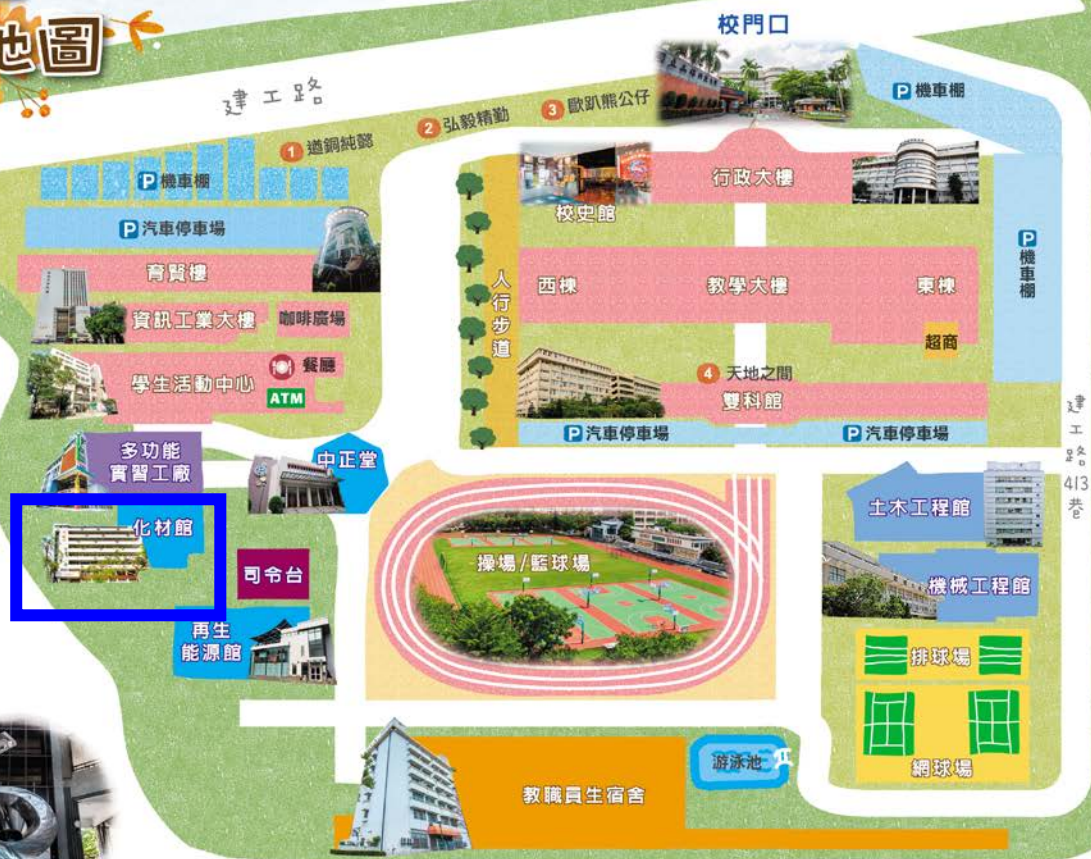 地圖
校門口
建工路
P 機車棚
3 歐趴熊公仔
2 弘毅精勤
1 遒銅純懿
P 機車棚
行政大樓
校史館
P 汽車停車場
P 機車棚
育賢樓
人行步道
西棟
教學大樓
東棟
資訊工業大樓
咖啡廣場
超商
餐廳
4 天地之間
學生活動中心
ATM
雙科館
P 汽車停車場
P 汽車停車場
建工路413巷
多功能
實習工廠
中正堂
土木工程館
化材館
操場/籃球場
司令台
機械工程館
再生
能源館
排球場
游泳池
網球場
教職員生宿舍